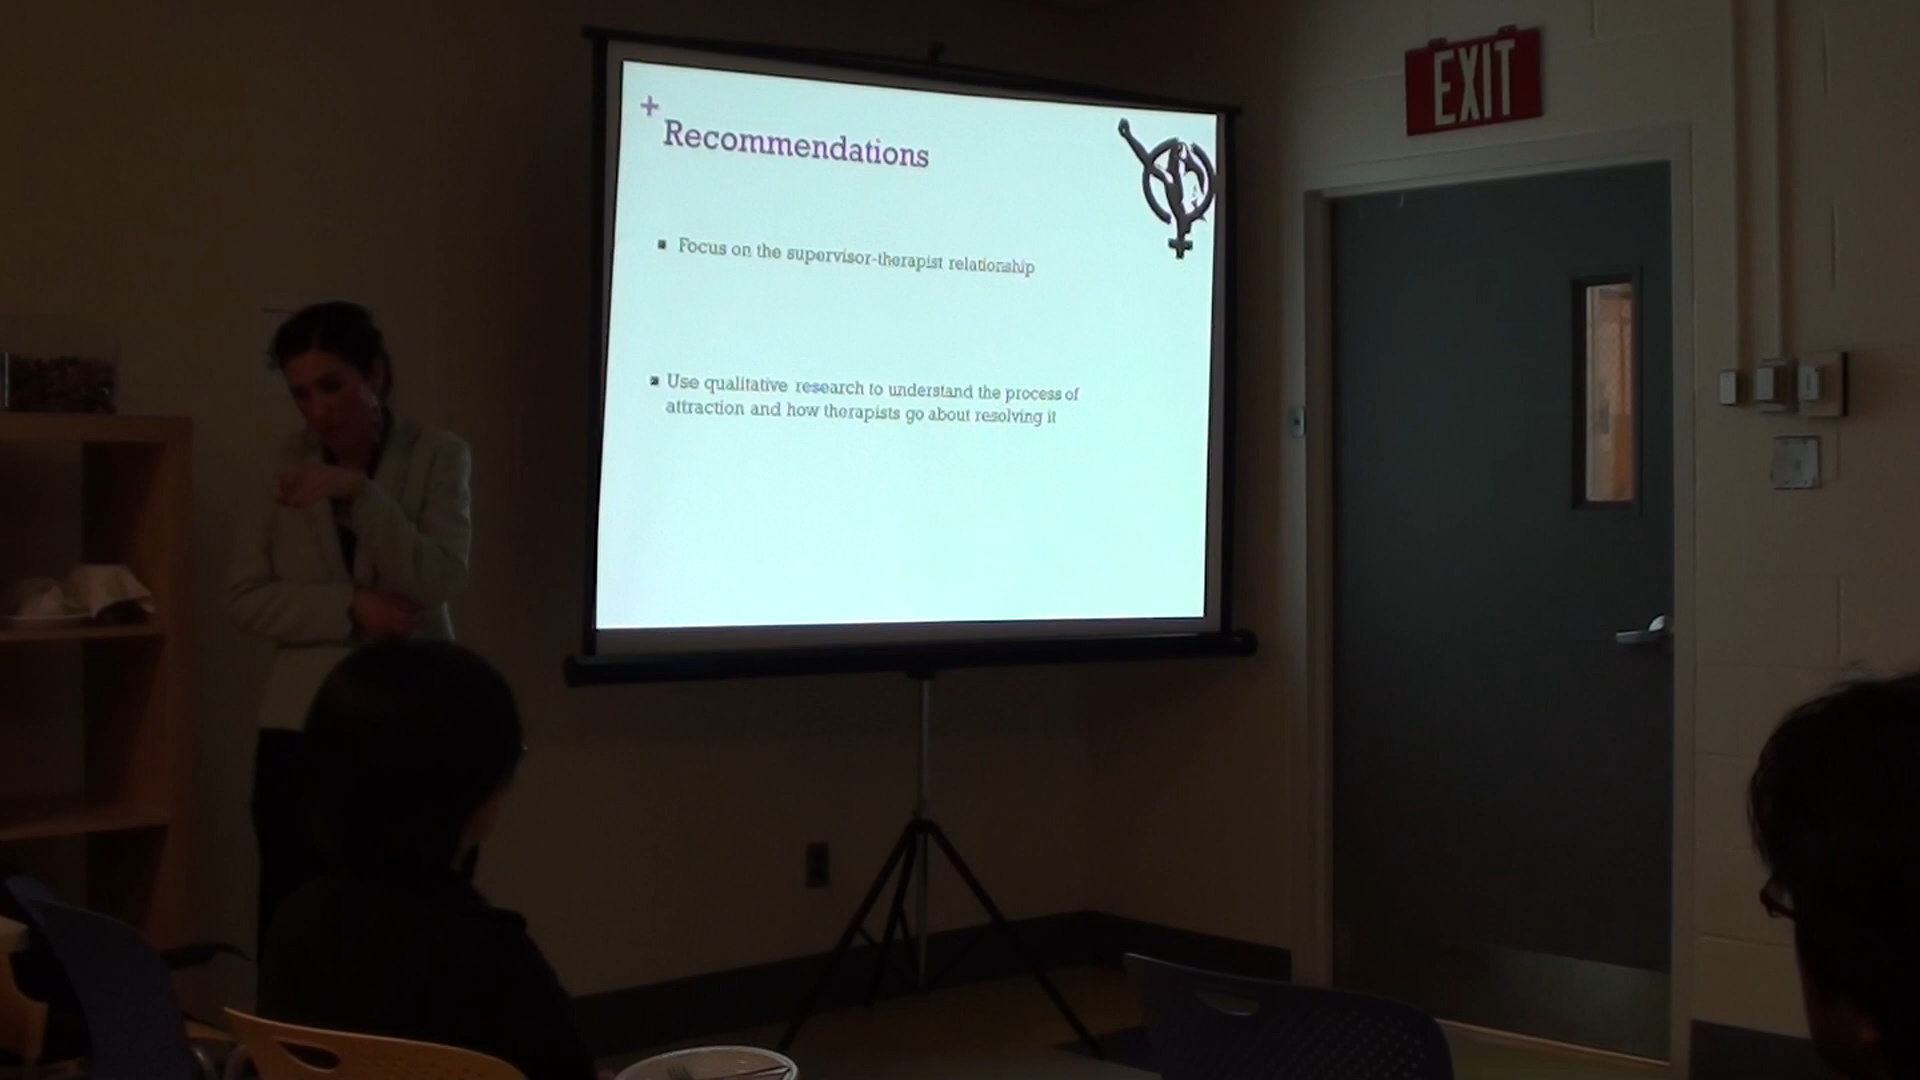 +
Recommendations
Focus on the supervisor-therapist relationship
Use qualitative research to understand the process of
attraction and how therapists go about resolving it
EXIT